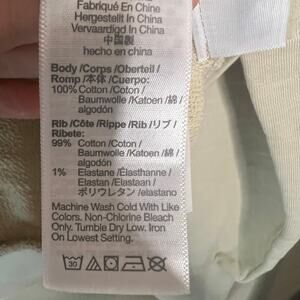 Fabriqué En Chine
Hergestellt In China
Vervaardigd In China
中国製
hecho en china
Body/Corps/Oberteil/
Romp/本体/Cuerpo:
100% Cotton/Coton/
Baumwolle/Katoen/綿/
algodón
Rib/Côte/Rippe/Rib/リブ/
Ribete:
99% Cotton/Coton/
Baumwolle/Katoen/綿/
algodón
1% Elastane/Élasthanne/
Elastan/Elastaan/
ポリウレタン/elastano
Machine Wash Cold With Like
Colors. Non-Chlorine Bleach
Only. Tumble Dry Low. Iron
On Lowest Setting.
30